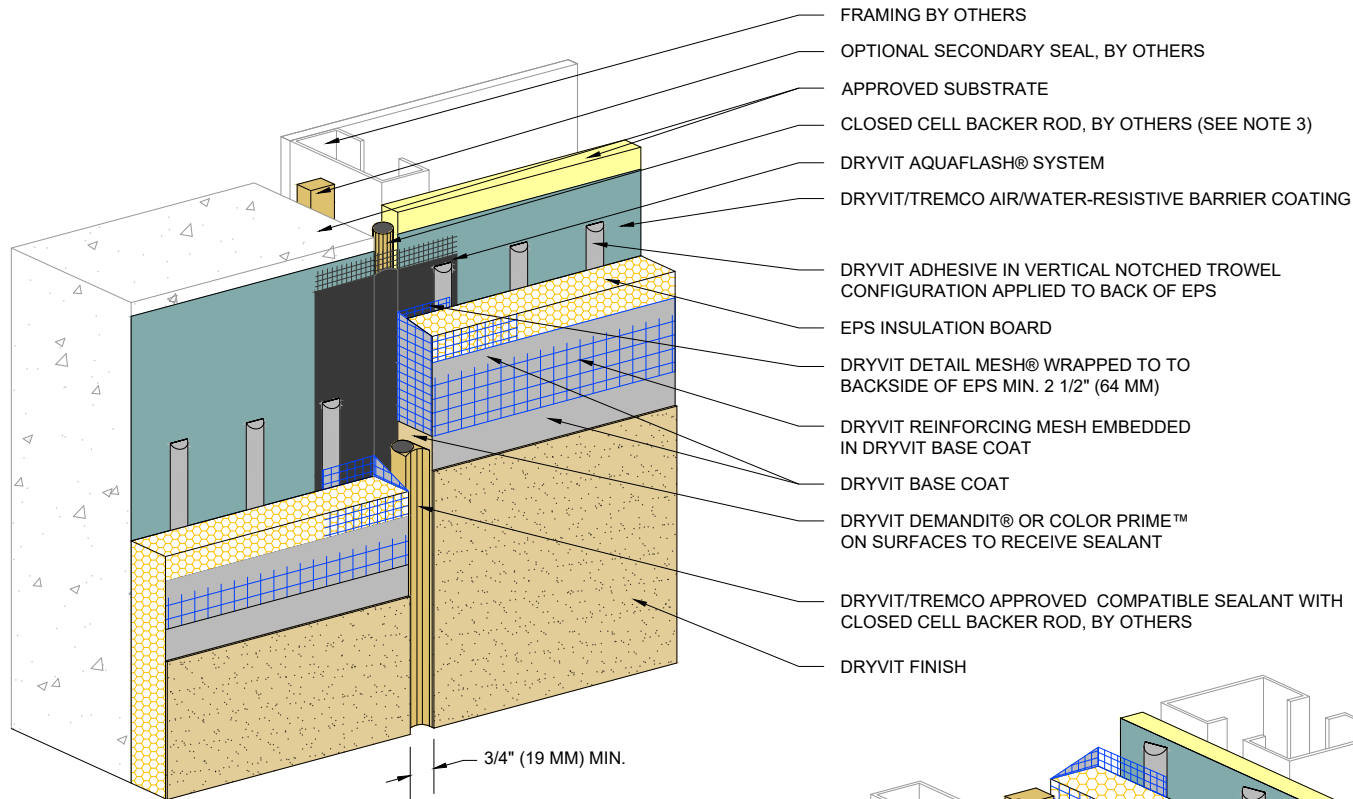 FRAMING BY OTHERS
OPTIONAL SECONDARY SEAL, BY OTHERS
APPROVED SUBSTRATE
CLOSED CELL BACKER ROD, BY OTHERS (SEE NOTE 3)
DRYVIT AQUAFLASH® SYSTEM
DRYVIT/TREMCO AIR/WATER-RESISTIVE BARRIER COATING
DRYVIT ADHESIVE IN VERTICAL NOTCHED TROWEL
CONFIGURATION APPLIED TO BACK OF EPS
EPS INSULATION BOARD
DRYVIT DETAIL MESH® WRAPPED TO TO
BACKSIDE OF EPS MIN. 2 1/2" (64 MM)
DRYVIT REINFORCING MESH EMBEDDED
IN DRYVIT BASE COAT
DRYVIT BASE COAT
DRYVIT DEMANDIT® OR COLOR PRIME™
ON SURFACES TO RECEIVE SEALANT
DRYVIT/TREMCO APPROVED COMPATIBLE SEALANT WITH
CLOSED CELL BACKER ROD, BY OTHERS
DRYVIT FINISH
3/4" (19 MM) MIN.